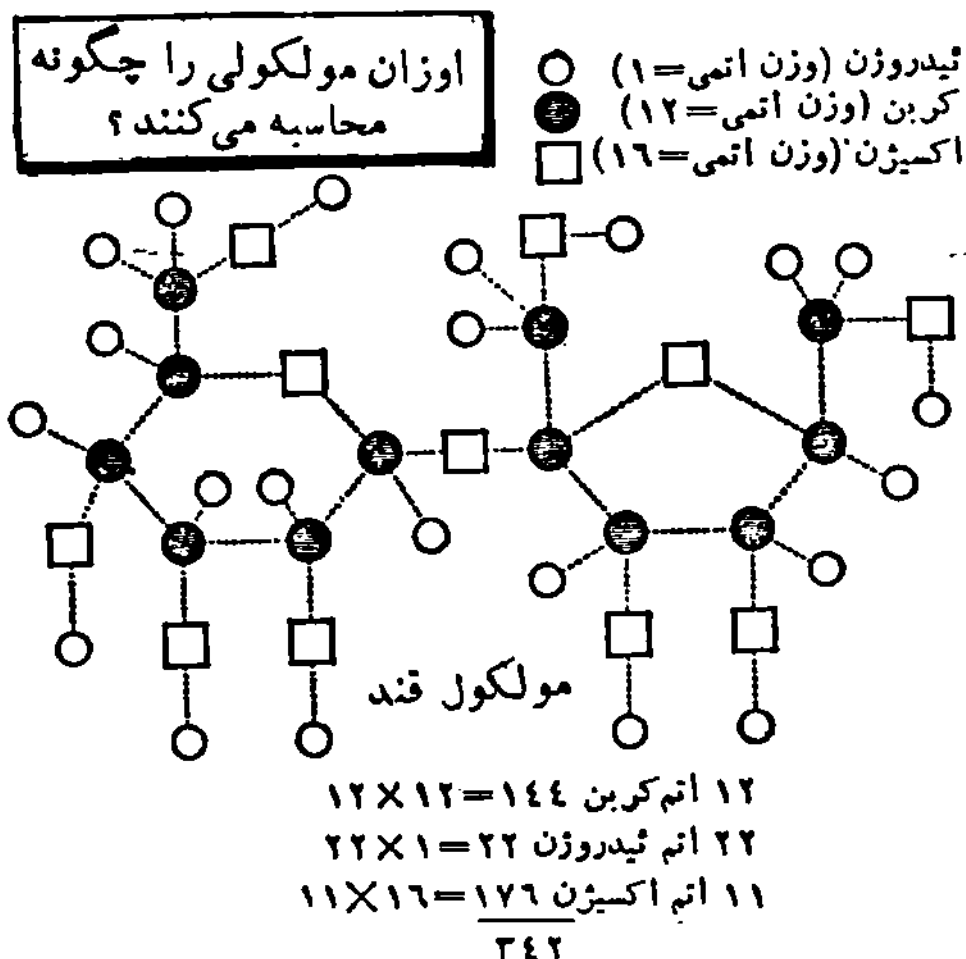 اوزان مولکولی را چگونه
محاسبه می‌کنند؟
ئیدروژن (وزن اتمی=۱)
کربن (وزن اتمی=۱۲)
اکسیژن (وزن اتمی=۱٦)
مولکول قند
۱۲ اتم کربن ۱٤٤=۱۲×۱۲
۲۲ اتم ئیدروژن ۲۲=۱×۲۲
۱۱ اتم اکسیژن ۱۷٦=۱٦×۱۱
۳٤۲